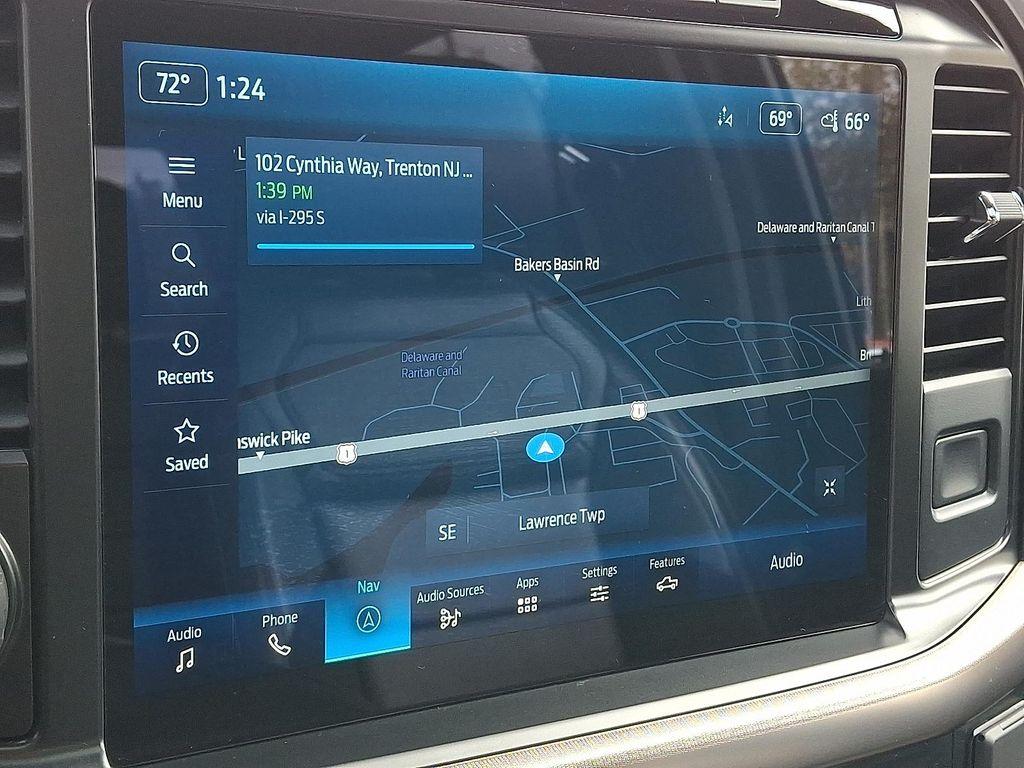 72° 1:24
69° 66°
Menu
Search
Recents
Saved
102 Cynthia Way, Trenton NJ ...
1:39 PM
via I-295 S
Delaware and Raritan Canal T
Bakers Basin Rd
Lith
Delaware and
Raritan Canal
swick Pike
1
1
SE Lawrence Twp
Audio
Phone
Nav
Audio Sources
Apps
Settings
Features
Audio